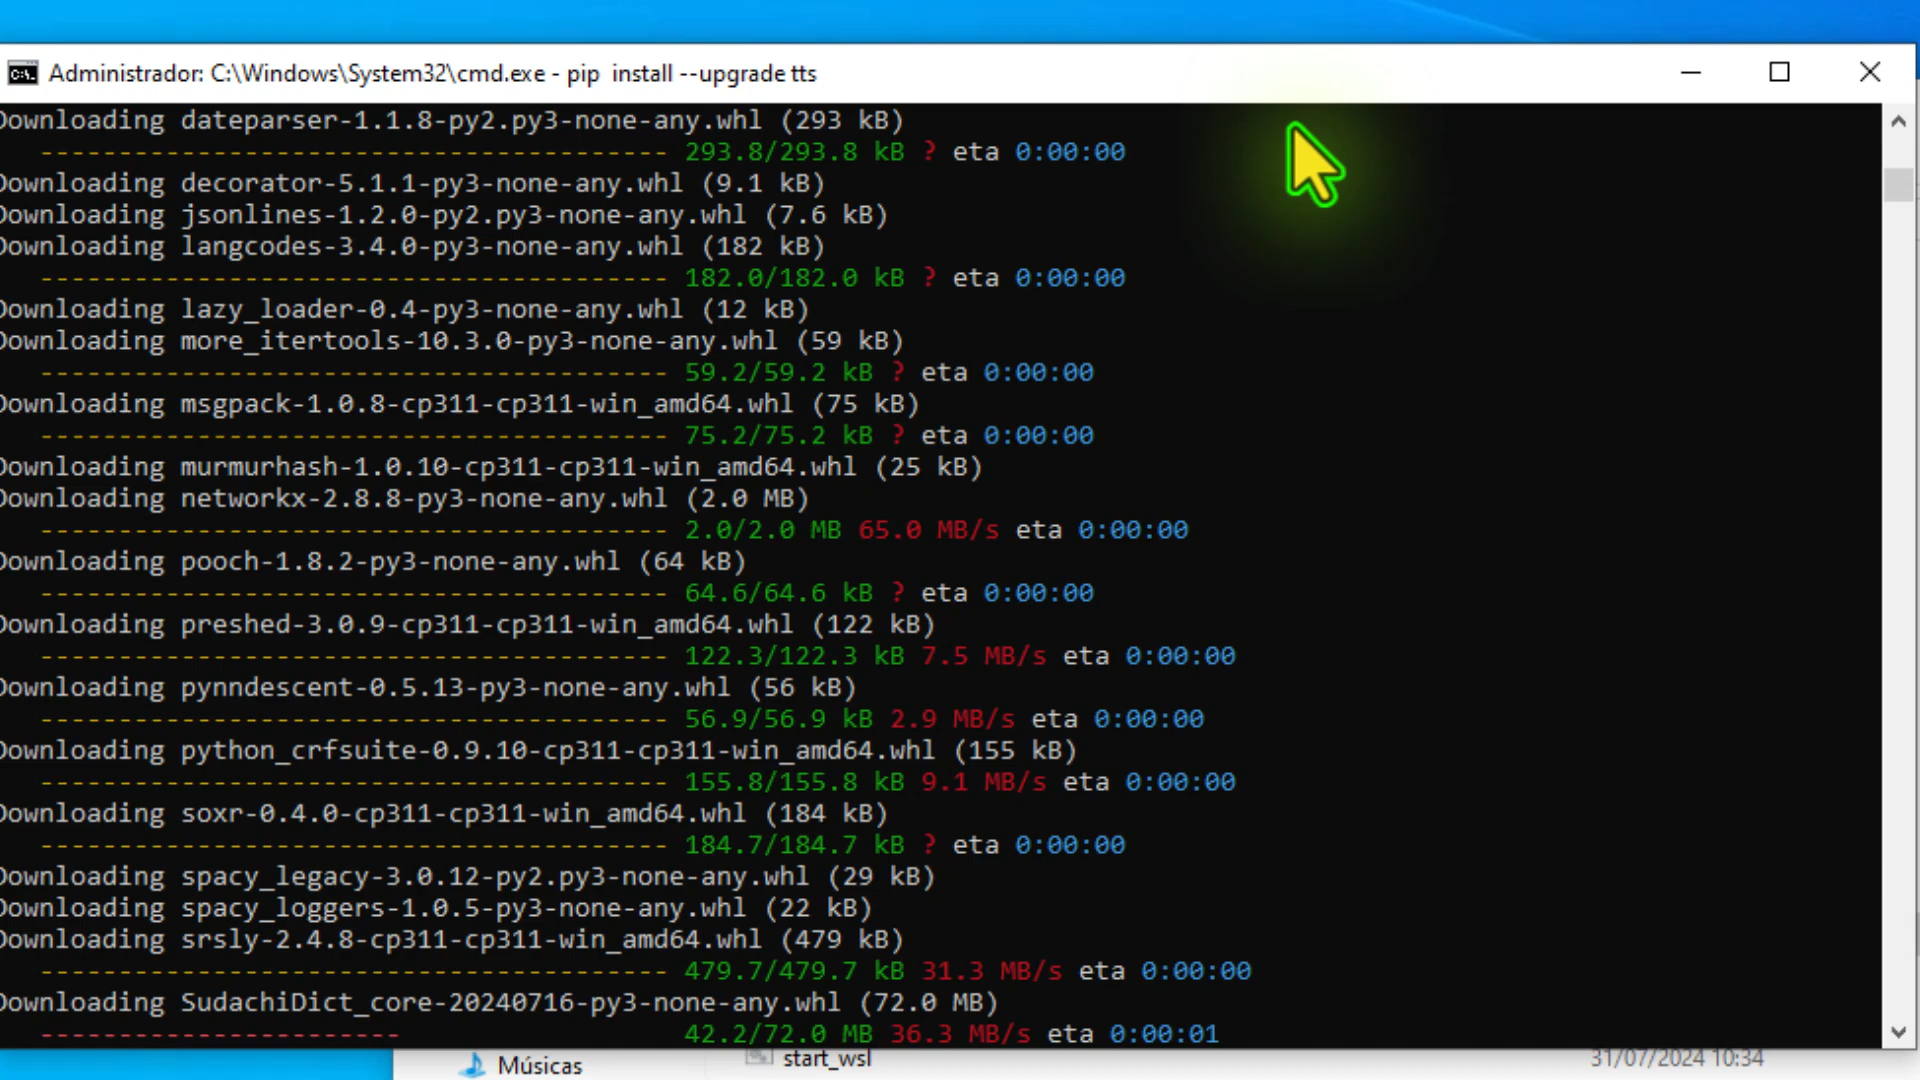 Administrador: C:\Windows\System32\cmd.exe - pip  install --upgrade tts
Downloading dateparser-1.1.8-py2.py3-none-any.whl (293 kB)
---------------------------------------- 293.8/293.8 kB ? eta 0:00:00
Downloading decorator-5.1.1-py3-none-any.whl (9.1 kB)
Downloading jsonlines-1.2.0-py2.py3-none-any.whl (7.6 kB)
Downloading langcodes-3.4.0-py3-none-any.whl (182 kB)
---------------------------------------- 182.0/182.0 kB ? eta 0:00:00
Downloading lazy_loader-0.4-py3-none-any.whl (12 kB)
Downloading more_itertools-10.3.0-py3-none-any.whl (59 kB)
---------------------------------------- 59.2/59.2 kB ? eta 0:00:00
Downloading msgpack-1.0.8-cp311-cp311-win_amd64.whl (75 kB)
---------------------------------------- 75.2/75.2 kB ? eta 0:00:00
Downloading murmurhash-1.0.10-cp311-cp311-win_amd64.whl (25 kB)
Downloading networkx-2.8.8-py3-none-any.whl (2.0 MB)
---------------------------------------- 2.0/2.0 MB 65.0 MB/s eta 0:00:00
Downloading pooch-1.8.2-py3-none-any.whl (64 kB)
---------------------------------------- 64.6/64.6 kB ? eta 0:00:00
Downloading preshed-3.0.9-cp311-cp311-win_amd64.whl (122 kB)
---------------------------------------- 122.3/122.3 kB 7.5 MB/s eta 0:00:00
Downloading pynndescent-0.5.13-py3-none-any.whl (56 kB)
---------------------------------------- 56.9/56.9 kB 2.9 MB/s eta 0:00:00
Downloading python_crfsuite-0.9.10-cp311-cp311-win_amd64.whl (155 kB)
---------------------------------------- 155.8/155.8 kB 9.1 MB/s eta 0:00:00
Downloading soxr-0.4.0-cp311-cp311-win_amd64.whl (184 kB)
---------------------------------------- 184.7/184.7 kB ? eta 0:00:00
Downloading spacy_legacy-3.0.12-py2.py3-none-any.whl (29 kB)
Downloading spacy_loggers-1.0.5-py3-none-any.whl (22 kB)
Downloading srsly-2.4.8-cp311-cp311-win_amd64.whl (479 kB)
---------------------------------------- 479.7/479.7 kB 31.3 MB/s eta 0:00:00
Downloading SudachiDict_core-20240716-py3-none-any.whl (72.0 MB)
----------------------- 42.2/72.0 MB 36.3 MB/s eta 0:00:01
Músicas start_wsl 31/07/2024 10:34